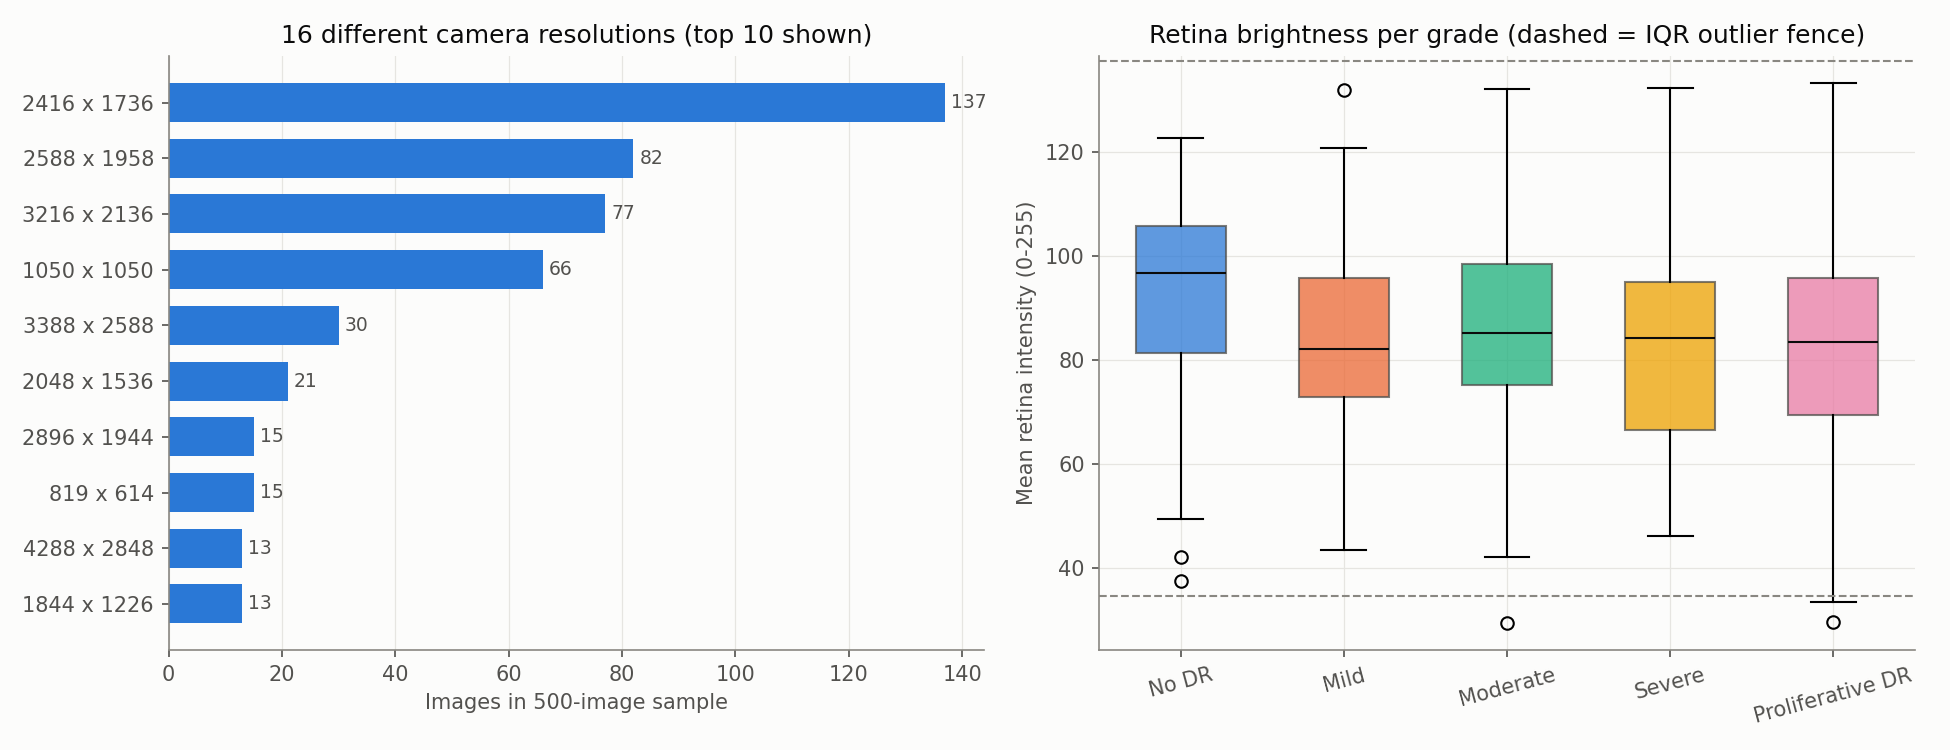 16 different camera resolutions (top 10 shown)
2416 x 1736
137
2588 x 1958
82
3216 x 2136
77
1050 x 1050
66
3388 x 2588
30
2048 x 1536
21
2896 x 1944
15
819 x 614
15
4288 x 2848
13
1844 x 1226
13
0 20 40 60 80 100 120 140
Images in 500-image sample
Retina brightness per grade (dashed = IQR outlier fence)
Mean retina intensity (0-255)
120
100
80
60
40
No DR Mild Moderate Severe Proliferative DR